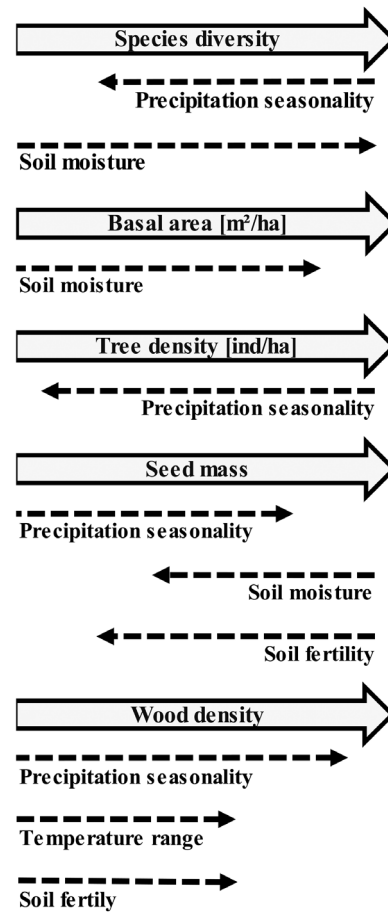 Species diversity
Precipitation seasonality
Soil moisture
Basal area [m²/ha]
Soil moisture
Tree density [ind/ha]
Precipitation seasonality
Seed mass
Precipitation seasonality
Soil moisture
Soil fertility
Wood density
Precipitation seasonality
Temperature range
Soil fertily